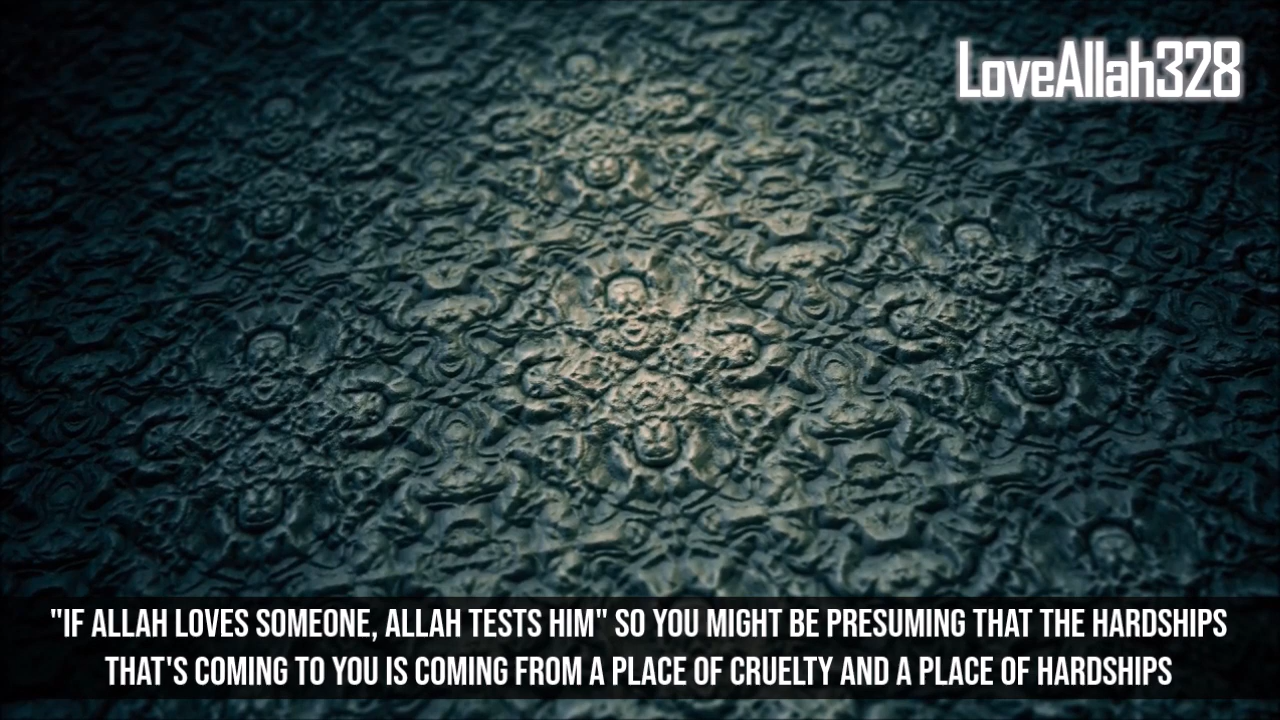 LoveAllah328
"IF ALLAH LOVES SOMEONE, ALLAH TESTS HIM" SO YOU MIGHT BE PRESUMING THAT THE HARDSHIPS
THAT'S COMING TO YOU IS COMING FROM A PLACE OF CRUELTY AND A PLACE OF HARDSHIPS